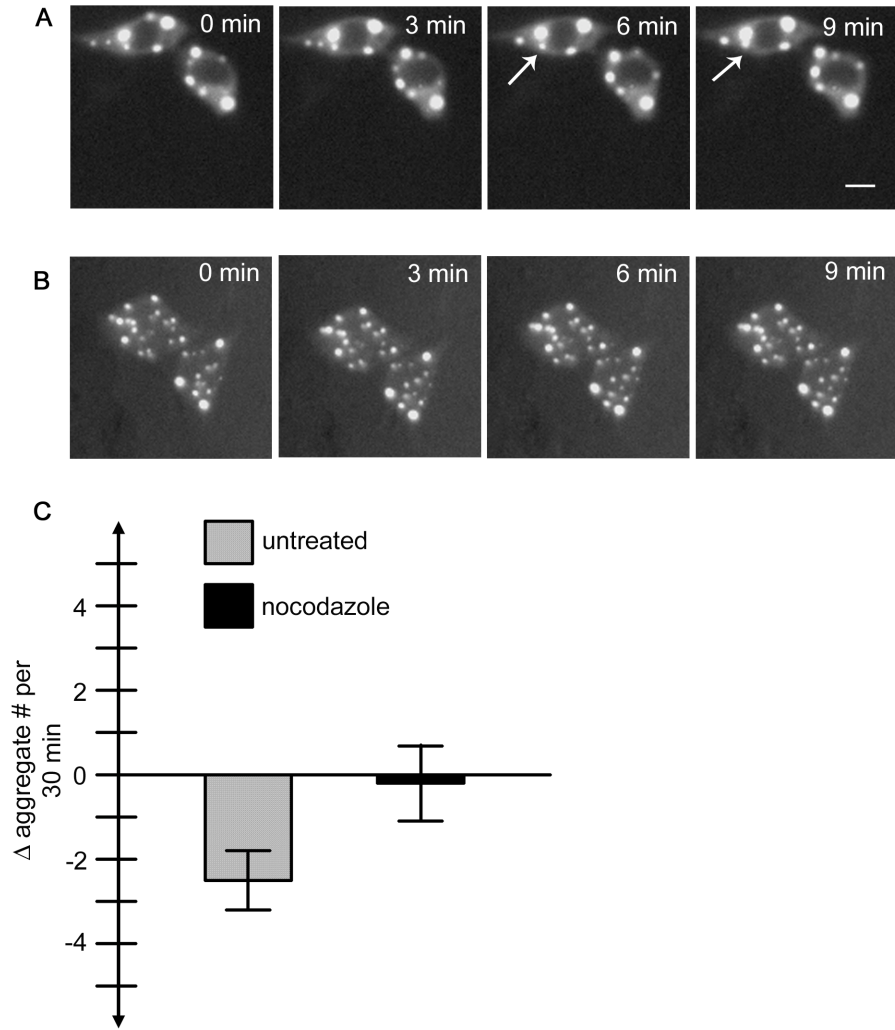 A
0 min
3 min
6 min
9 min
B
0 min
3 min
6 min
9 min
C
untreated
nocodazole
Δ aggregate # per
30 min
4
2
0
-2
-4